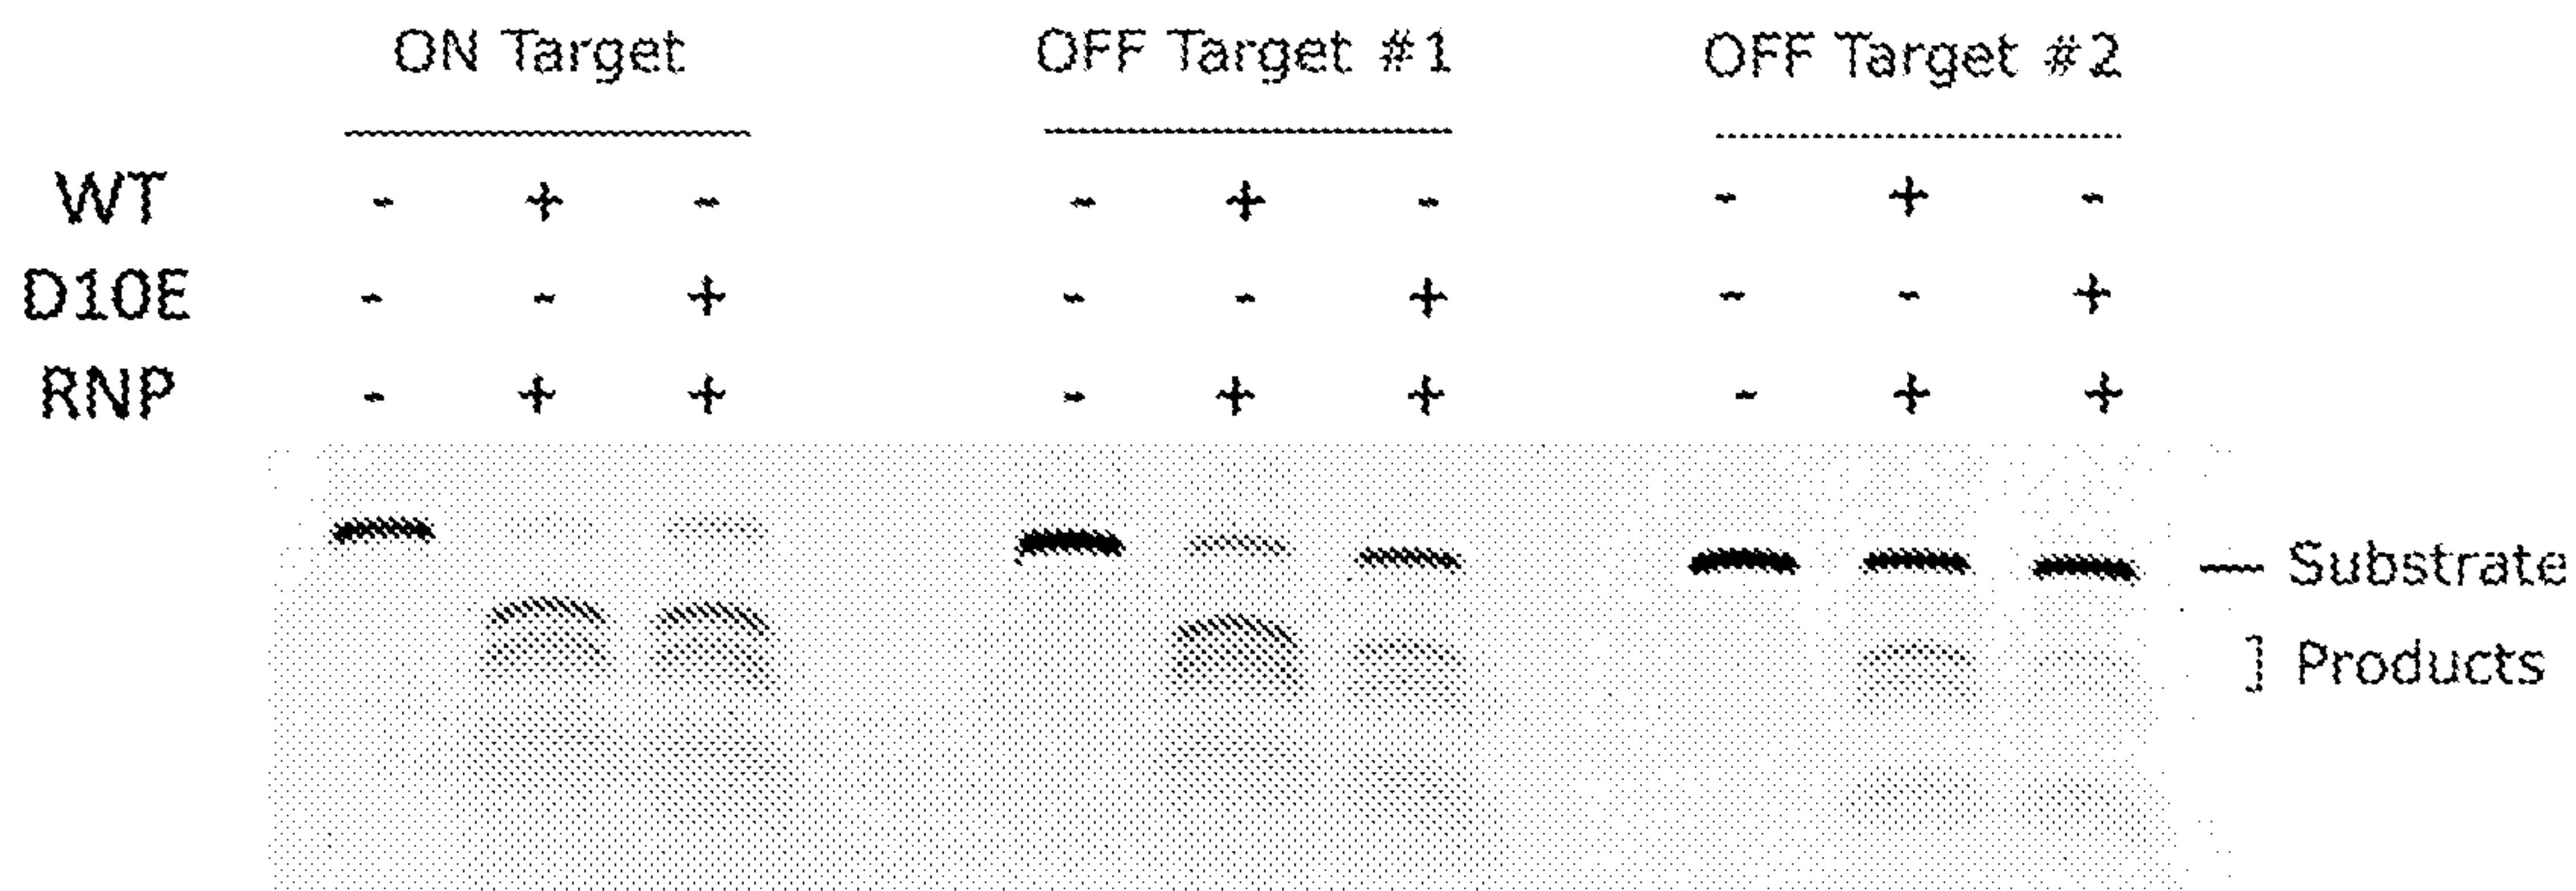 ON Target OFF Target #1 OFF Target #2
WT - + - - + - - + -
D10E - - + - - + - - +
RNP - + + - + + - + +
— Substrate
] Products